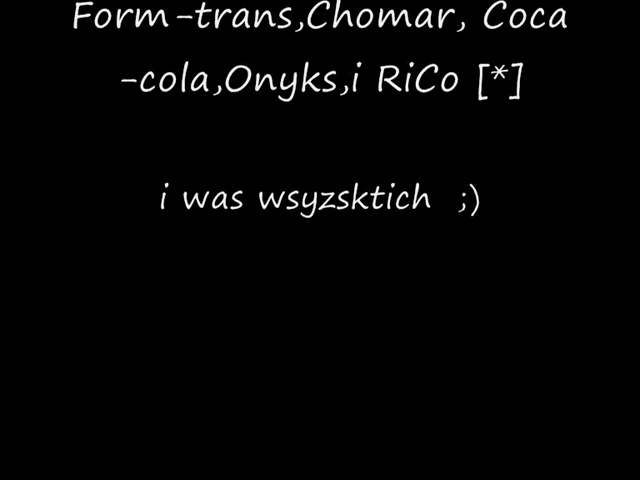 Form-trans,Chomar, Coca
-cola,Onyks,i RiCo [*]
i was wsyzsktich ;)